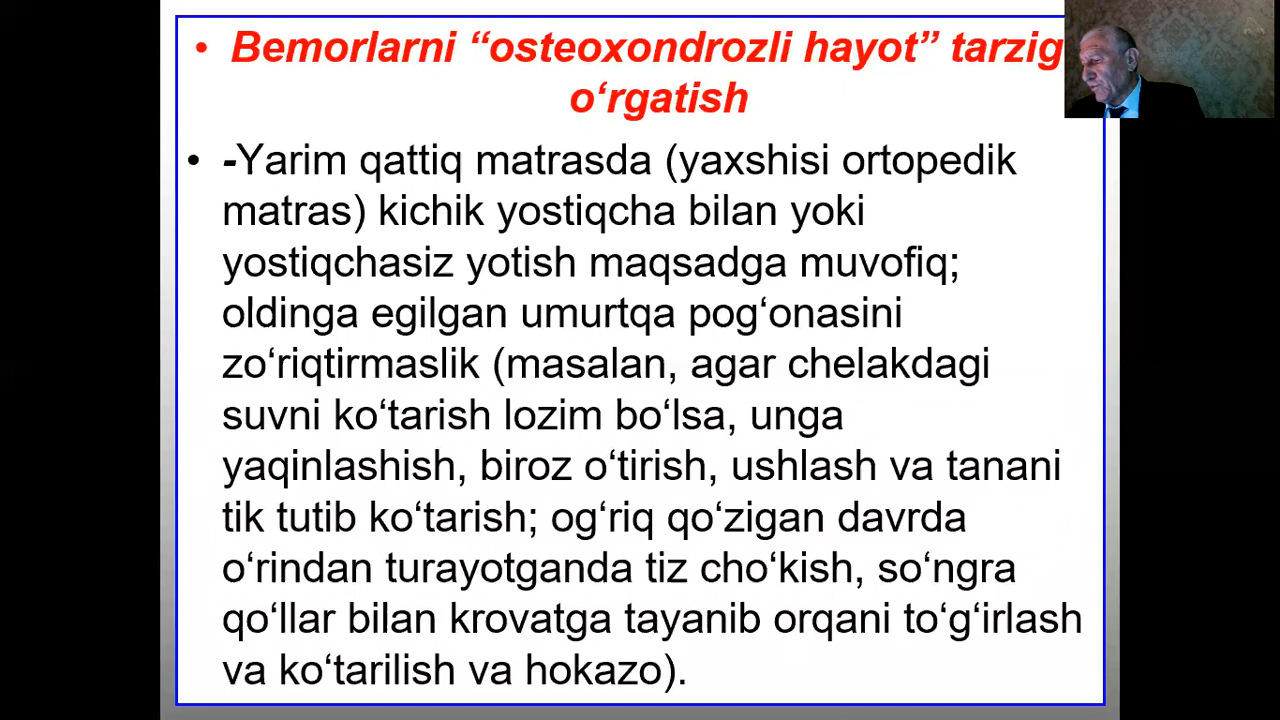 • Bemorlarni “osteoxondrozli hayot” tarzig
o‘rgatish
• -Yarim qattiq matrasda (yaxshisi ortopedik
matras) kichik yostiqcha bilan yoki
yostiqchasiz yotish maqsadga muvofiq;
oldinga egilgan umurtqa pog‘onasini
zo‘riqtirmaslik (masalan, agar chelakdagi
suvni ko‘tarish lozim bo‘lsa, unga
yaqinlashish, biroz o‘tirish, ushlash va tanani
tik tutib ko‘tarish; og‘riq qo‘zigan davrda
o‘rindan turayotganda tiz cho‘kish, so‘ngra
qo‘llar bilan krovatga tayanib orqani to‘g‘irlash
va ko‘tarilish va hokazo).